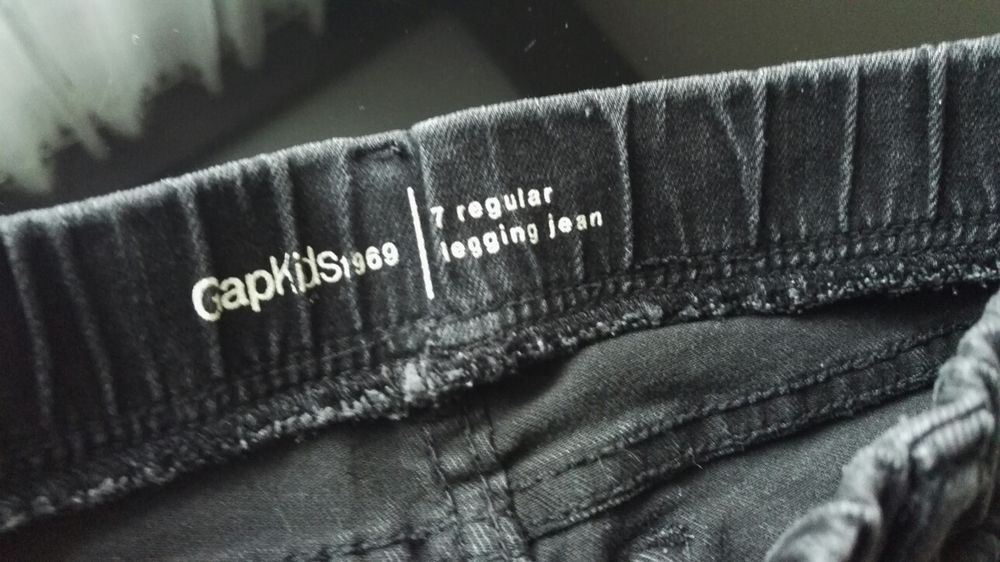 GapKids1969
7 regular
legging jean